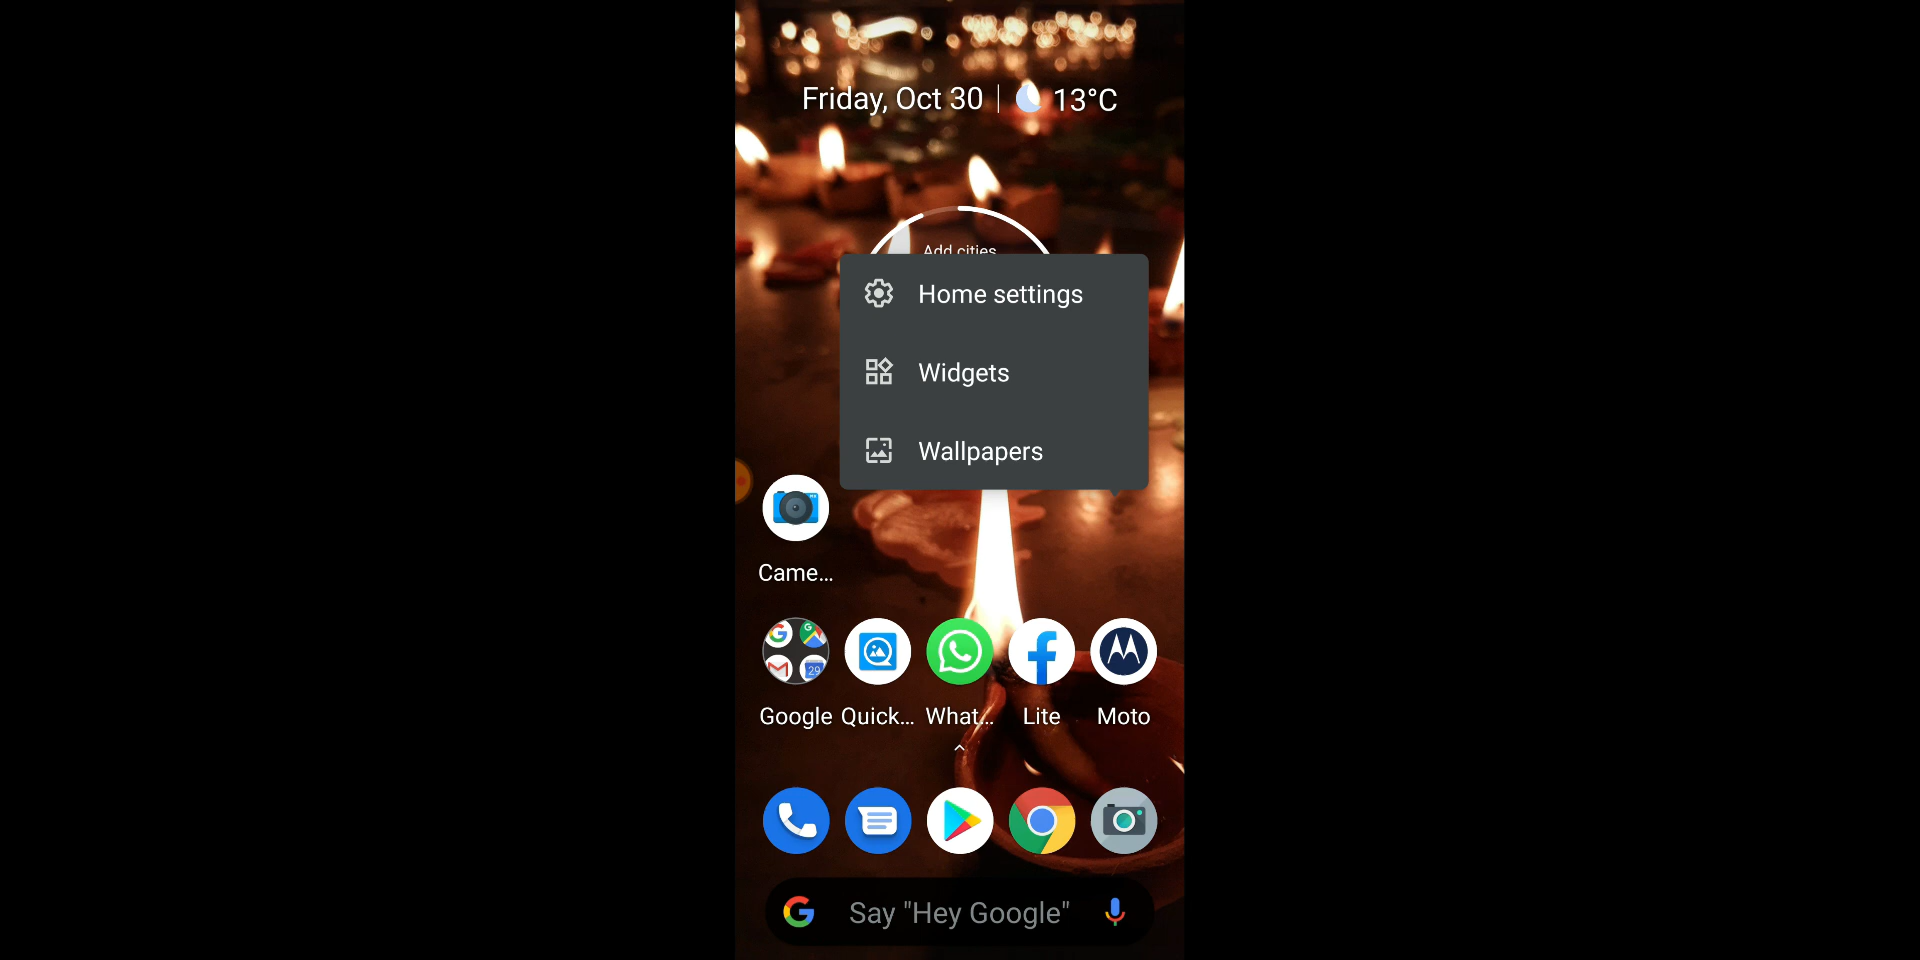 Friday, Oct 30 | 13°C
Add cities
Home settings
Widgets
Wallpapers
Came...
29
Google Quick... What... Lite Moto
Say "Hey Google"